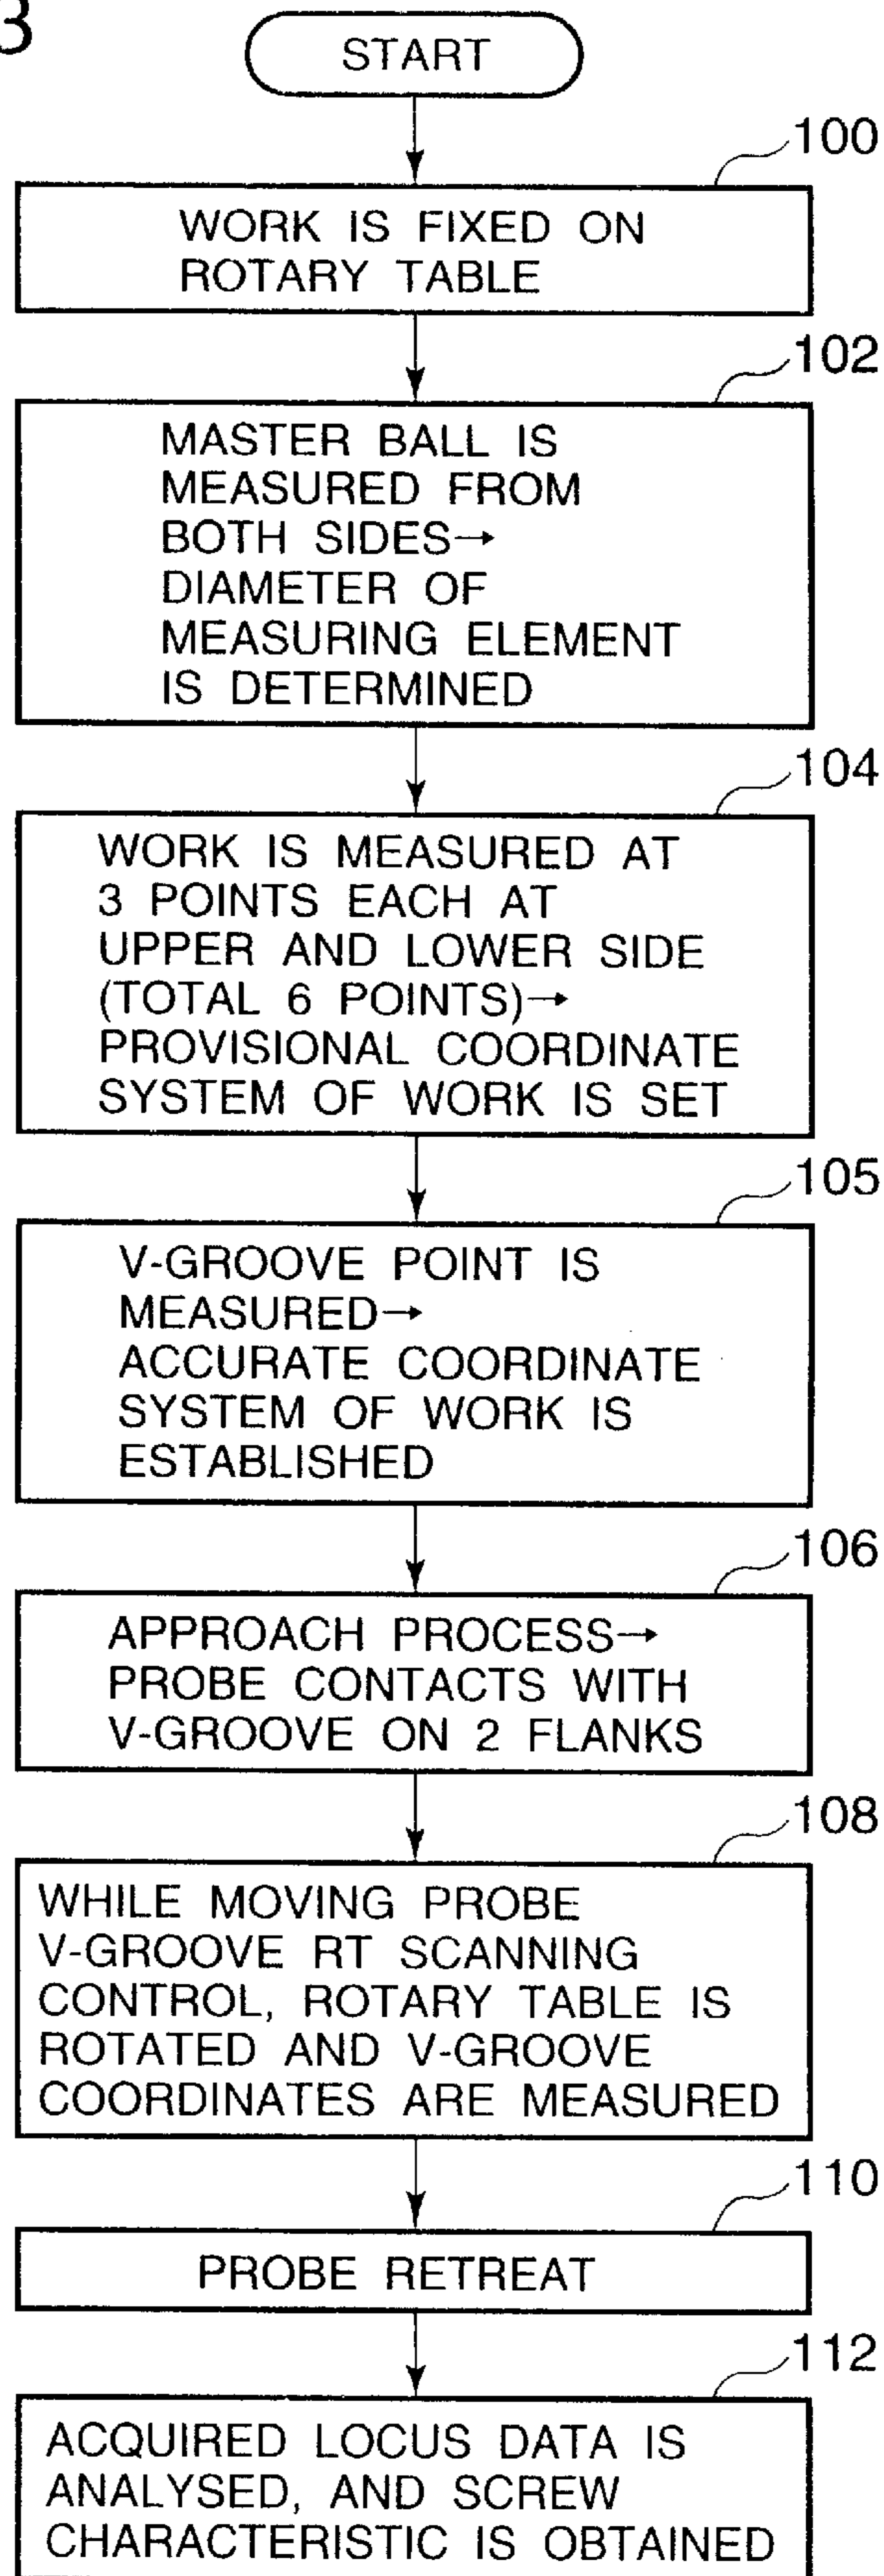 3
START
100
WORK IS FIXED ON
ROTARY TABLE
102
MASTER BALL IS
MEASURED FROM
BOTH SIDES→
DIAMETER OF
MEASURING ELEMENT
IS DETERMINED
104
WORK IS MEASURED AT
3 POINTS EACH AT
UPPER AND LOWER SIDE
(TOTAL 6 POINTS)→
PROVISIONAL COORDINATE
SYSTEM OF WORK IS SET
105
V-GROOVE POINT IS
MEASURED→
ACCURATE COORDINATE
SYSTEM OF WORK IS
ESTABLISHED
106
APPROACH PROCESS→
PROBE CONTACTS WITH
V-GROOVE ON 2 FLANKS
108
WHILE MOVING PROBE
V-GROOVE RT SCANNING
CONTROL, ROTARY TABLE IS
ROTATED AND V-GROOVE
COORDINATES ARE MEASURED
110
PROBE RETREAT
112
ACQUIRED LOCUS DATA IS
ANALYSED, AND SCREW
CHARACTERISTIC IS OBTAINED